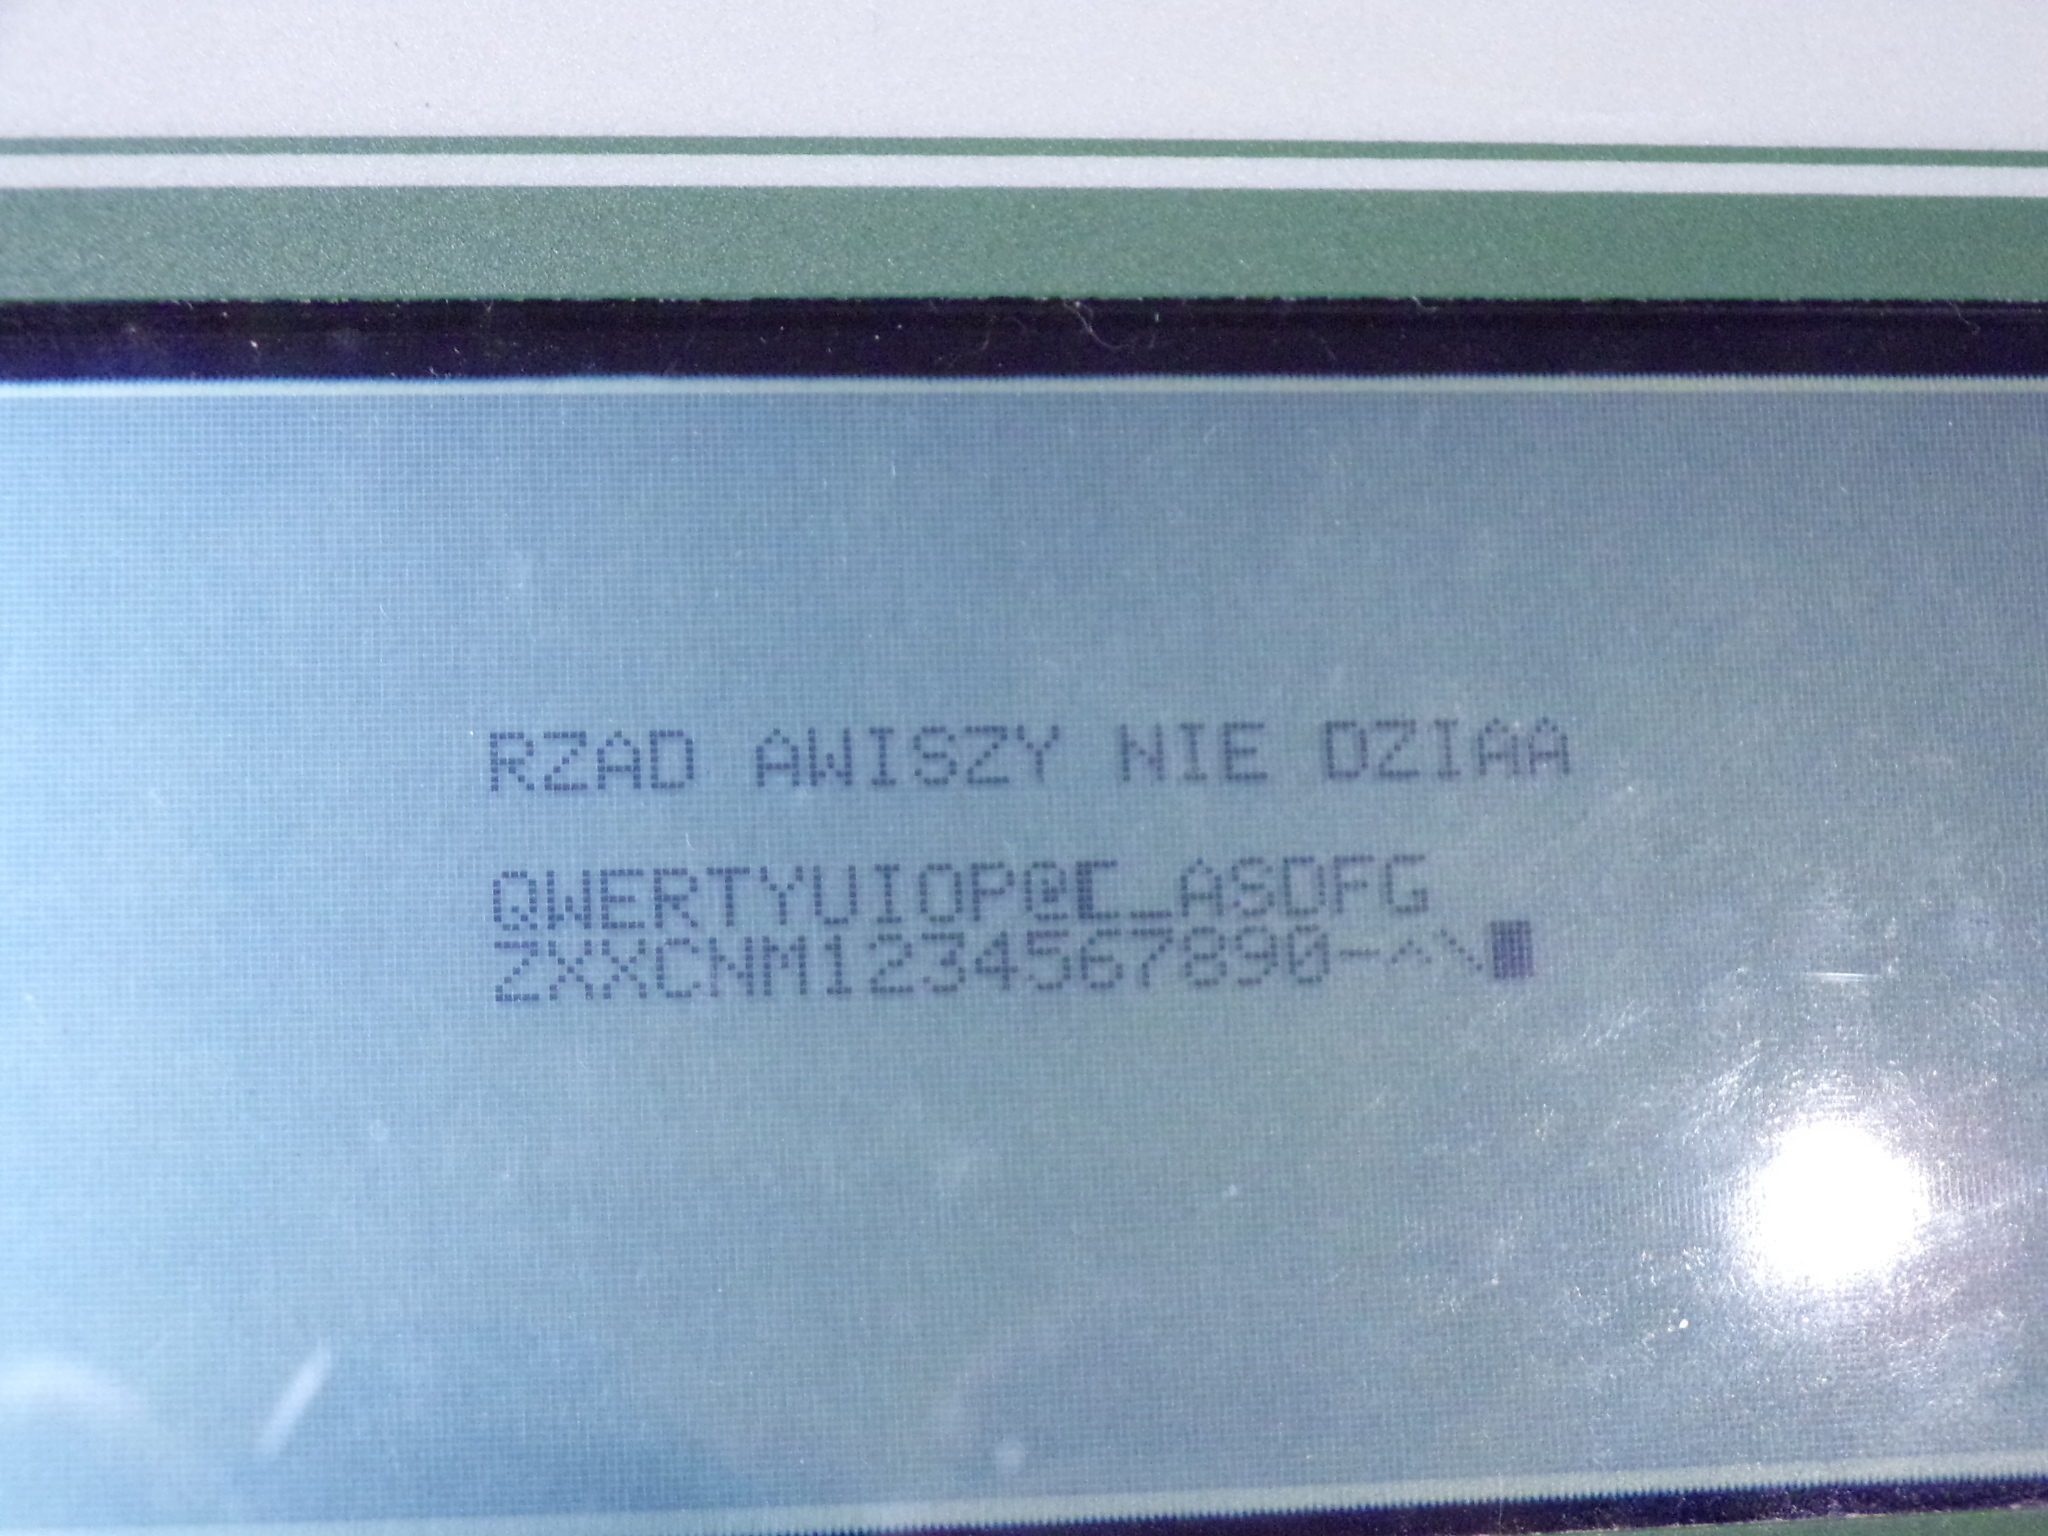 RZAD AWISZY NIE DZIAA
QWERTYUIOP@[_ASDFG
ZXXCNM1234567890-^\